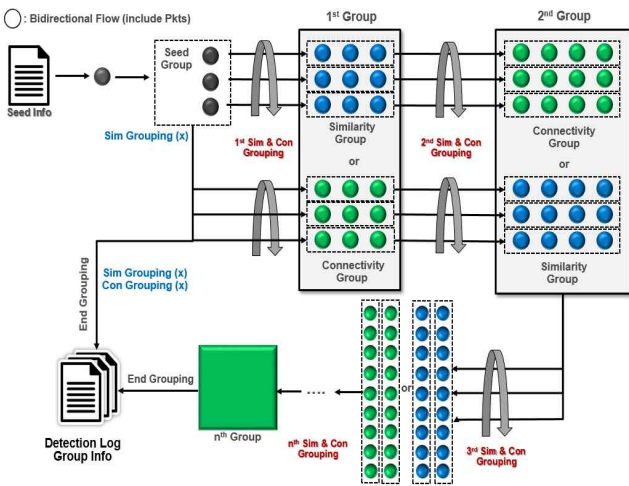 : Bidirectional Flow (include Pkts)
1st Group
2nd Group
Seed
Group
Seed Info
Sim Grouping (x)
1st Sim & Con
Grouping
Similarity
Group
or
2nd Sim & Con
Grouping
Connectivity
Group
or
Connectivity
Group
Similarity
Group
End Grouping
Sim Grouping (x)
Con Grouping (x)
End Grouping
nth Group
....
or
nth Sim & Con
Grouping
3rd Sim & Con
Grouping
Detection Log
Group Info